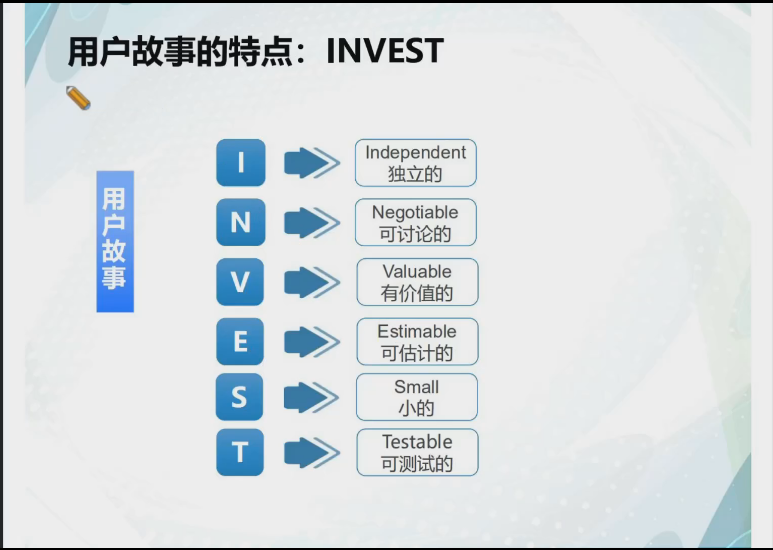 用户故事的特点：INVEST
用户故事
I
Independent
独立的
N
Negotiable
可讨论的
V
Valuable
有价值的
E
Estimable
可估计的
S
Small
小的
T
Testable
可测试的